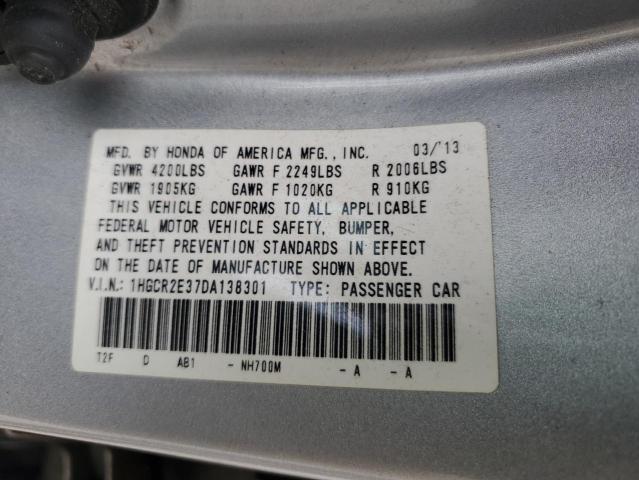 MFD. BY HONDA OF AMERICA MFG., INC. 03/'13
GVWR 4200LBS GAWR F 2249LBS R 2006LBS
GVWR 1905KG GAWR F 1020KG R 910KG
THIS VEHICLE CONFORMS TO ALL APPLICABLE
FEDERAL MOTOR VEHICLE SAFETY, BUMPER,
AND THEFT PREVENTION STANDARDS IN EFFECT
ON THE DATE OF MANUFACTURE SHOWN ABOVE.
V.I.N.: 1HGCR2E37DA138301 TYPE: PASSENGER CAR
T2F D AB1 - NH700M - A - A